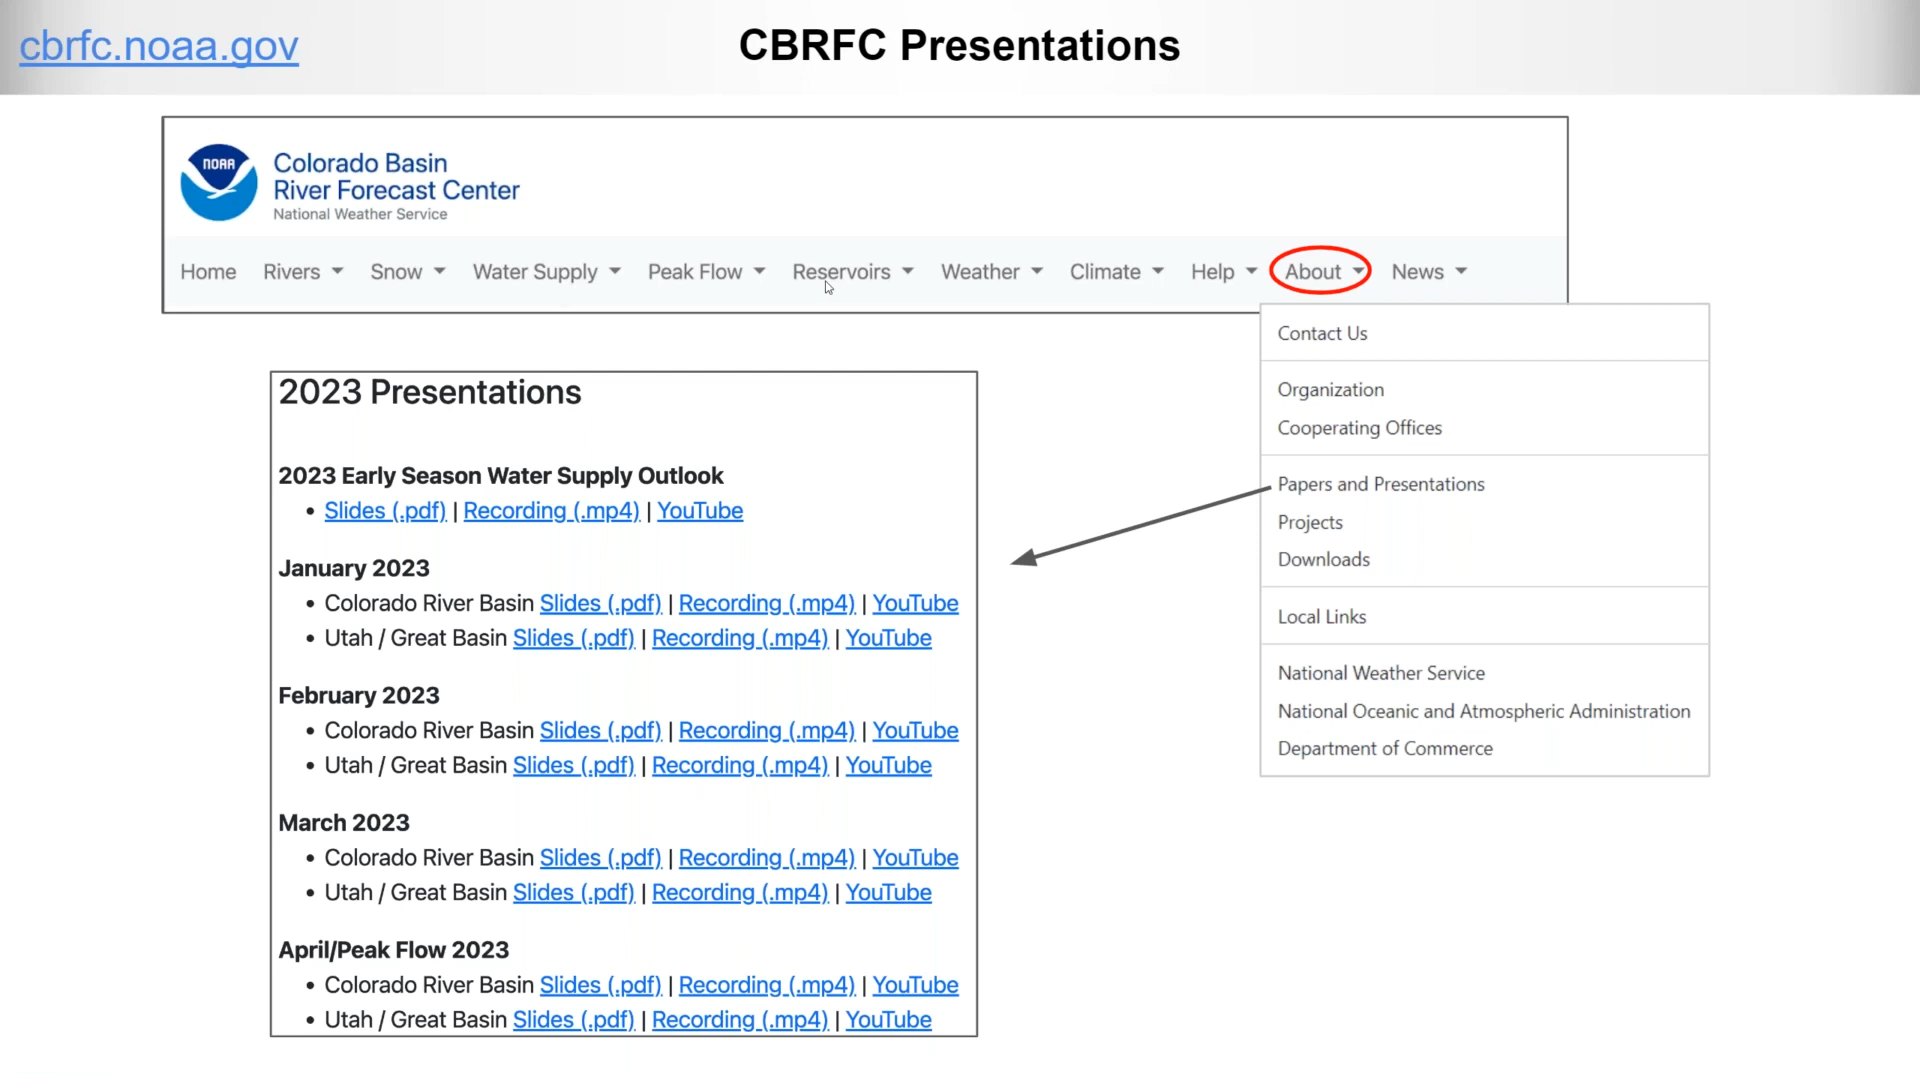 cbrfc.noaa.gov
CBRFC Presentations
NOAA
Colorado Basin
River Forecast Center
National Weather Service
Home Rivers Snow Water Supply Peak Flow Reservoirs Weather Climate Help About News
Contact Us
Organization
Cooperating Offices
Papers and Presentations
Projects
Downloads
Local Links
National Weather Service
National Oceanic and Atmospheric Administration
Department of Commerce
2023 Presentations
2023 Early Season Water Supply Outlook
• Slides (.pdf) | Recording (.mp4) | YouTube
January 2023
• Colorado River Basin Slides (.pdf) | Recording (.mp4) | YouTube
• Utah / Great Basin Slides (.pdf) | Recording (.mp4) | YouTube
February 2023
• Colorado River Basin Slides (.pdf) | Recording (.mp4) | YouTube
• Utah / Great Basin Slides (.pdf) | Recording (.mp4) | YouTube
March 2023
• Colorado River Basin Slides (.pdf) | Recording (.mp4) | YouTube
• Utah / Great Basin Slides (.pdf) | Recording (.mp4) | YouTube
April/Peak Flow 2023
• Colorado River Basin Slides (.pdf) | Recording (.mp4) | YouTube
• Utah / Great Basin Slides (.pdf) | Recording (.mp4) | YouTube